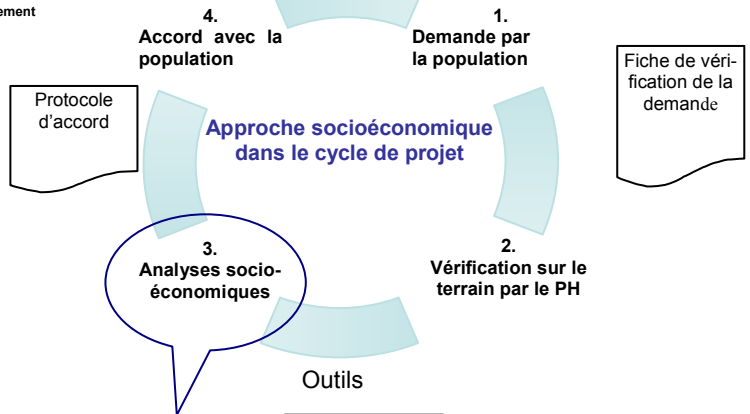 ement
4.
Accord avec la
population
1.
Demande par
la population
Fiche de véri-
fication de la
demande
Protocole
d'accord
Approche socioéconomique
dans le cycle de projet
3.
Analyses socio-
économiques
2.
Vérification sur le
terrain par le PH
Outils